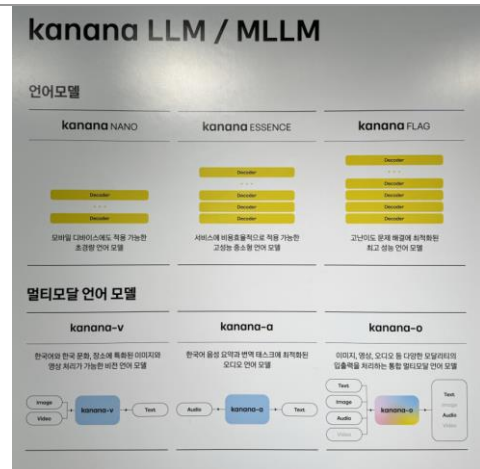 kanana LLM / MLLM
언어모델
kanana NANO
kanana ESSENCE
kanana FLAG
Decoder
Decoder
모바일 디바이스에도 적용 가능한
초경량 언어 모델
Decoder
Decoder
Decoder
Decoder
서비스에 비용효율적으로 적용 가능한
고성능 중소형 언어 모델
Decoder
Decoder
Decoder
Decoder
Decoder
고난이도 문제 해결에 최적화된
최고 성능 언어 모델
멀티모달 언어 모델
kanana-v
한국어와 한국 문화, 장소에 특화된 이미지와
영상 처리가 가능한 비전 언어 모델
Image
Video
kanana-v
Text
kanana-a
한국어 음성 요약과 번역 태스크에 최적화된
오디오 언어 모델
Audio
kanana-a
Text
kanana-o
이미지, 영상, 오디오 등 다양한 모달리티의
입출력을 처리하는 통합 멀티모달 언어 모델
Text
Image
Audio
Video
kanana-o
Text
Image
Audio
Video